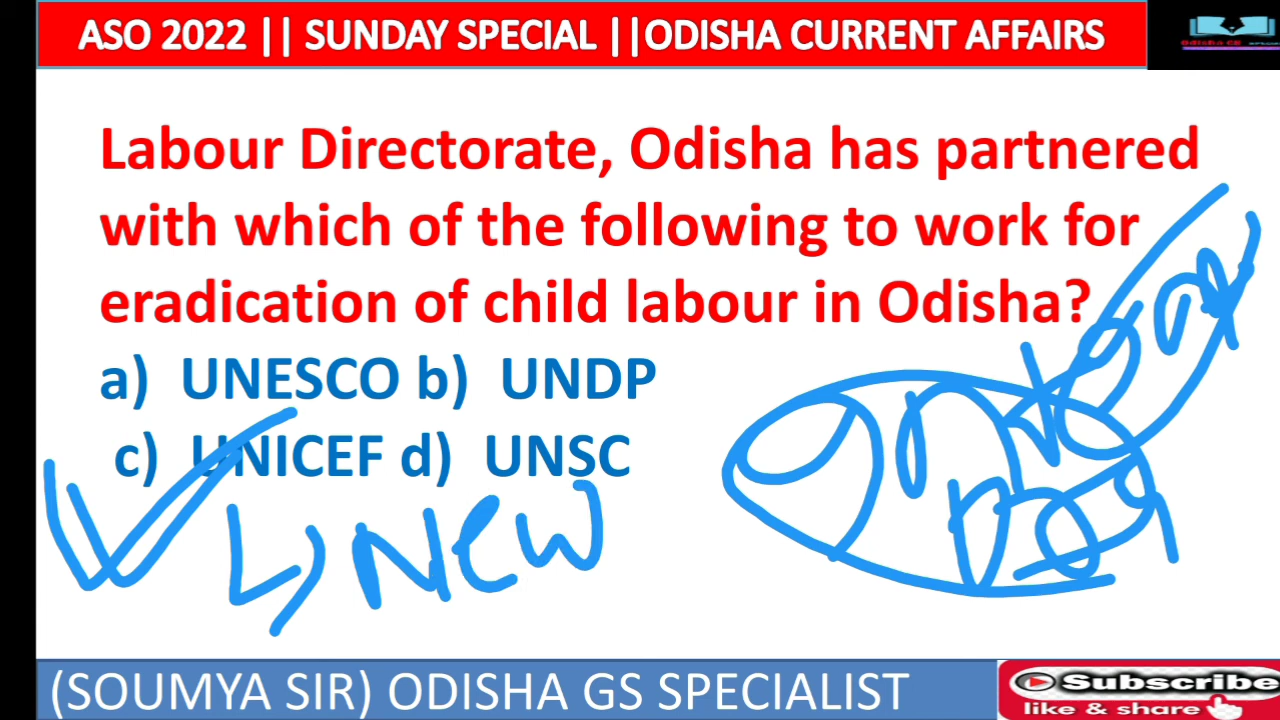 ASO 2022 || SUNDAY SPECIAL ||ODISHA CURRENT AFFAIRS
Labour Directorate, Odisha has partnered
with which of the following to work for
eradication of child labour in Odisha?
a) UNESCO b) UNDP
c) UNICEF d) UNSC
New
(SOUMYA SIR) ODISHA GS SPECIALIST
Subscribe
like & share